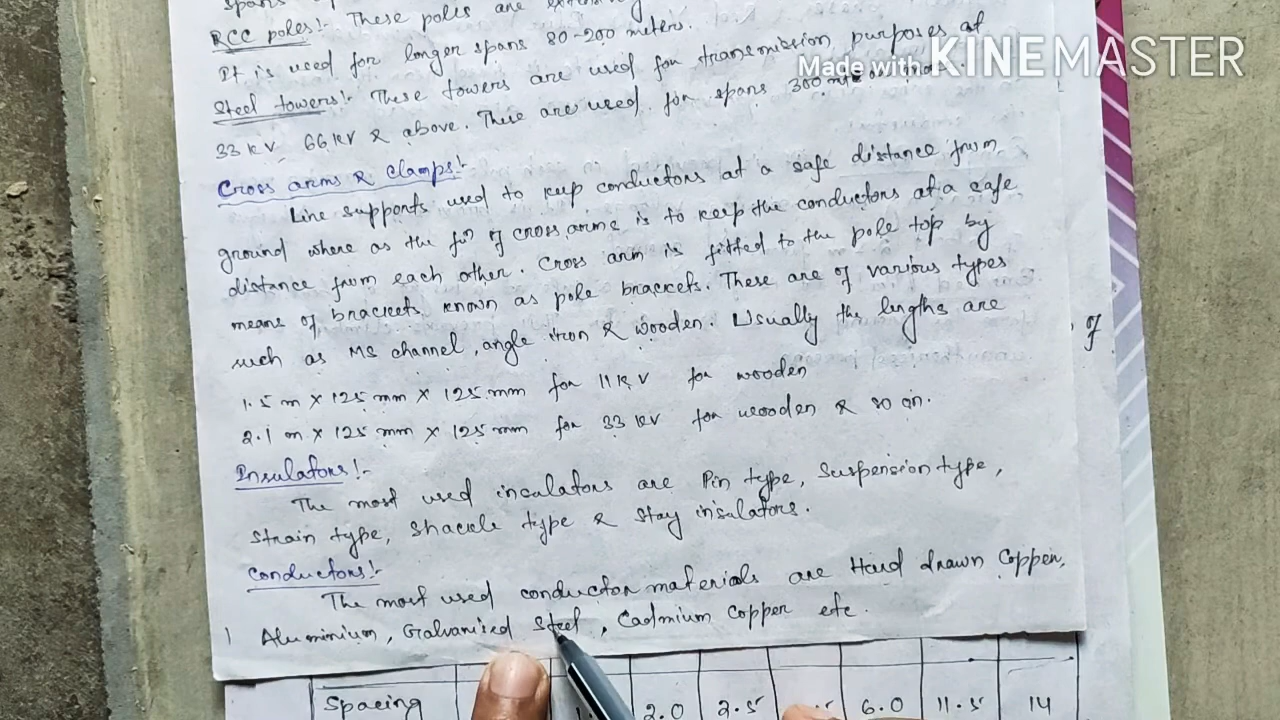 RCC poles!- These poles are
It is used for longer spans 80-200 meters.
Steel towers!- These towers are used for transmission purposes at
33 KV, 66 KV & above. These are used for spans 300
Made with KINEMASTER
Cross arms & clamps!-
Line supports used to keep conductors at a safe distance from
ground where as the fⁿ of cross arms is to keep the conductors at a safe
distance from each other. Cross arm is fitted to the pole top by
means of brackets, known as pole brackets. These are of various types
such as MS channel, angle iron & wooden. Usually the lengths are
1.5 m × 125 mm × 125 mm for 11 KV for wooden
2.1 m × 125 mm × 125 mm for 33 KV for wooden & so on.
of
Insulators!-
The most used insulators are Pin type, Suspension type,
Strain type, Shackle type & Stay insulators.
Conductors!-
The most used conductor materials are Hard drawn Copper,
Aluminium, Galvanised Steel, Cadmium Copper etc.
Spacing 2.0 2.5 6.0 11.5 14